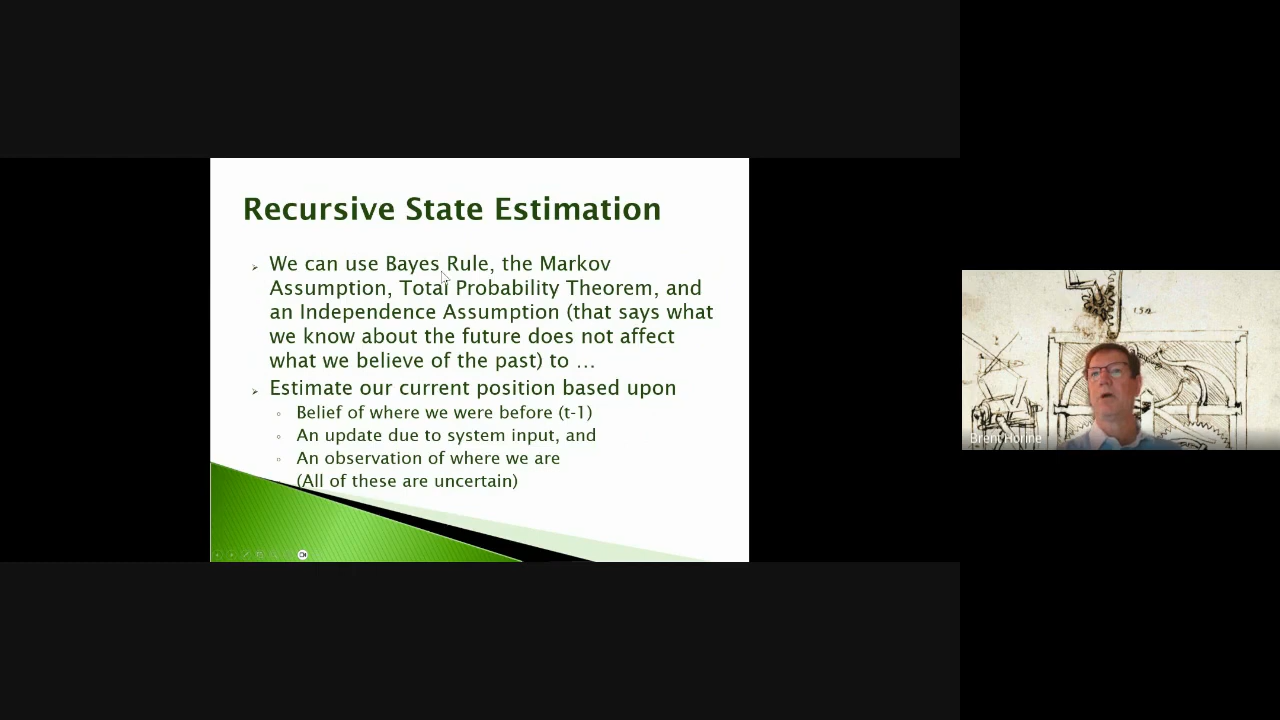 Recursive State Estimation
We can use Bayes Rule, the Markov
Assumption, Total Probability Theorem, and
an Independence Assumption (that says what
we know about the future does not affect
what we believe of the past) to …
Estimate our current position based upon
Belief of where we were before (t-1)
An update due to system input, and
An observation of where we are
(All of these are uncertain)
Brent Horine